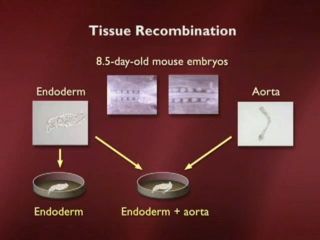 Tissue Recombination
8.5-day-old mouse embryos
Endoderm
Aorta
Endoderm
Endoderm + aorta